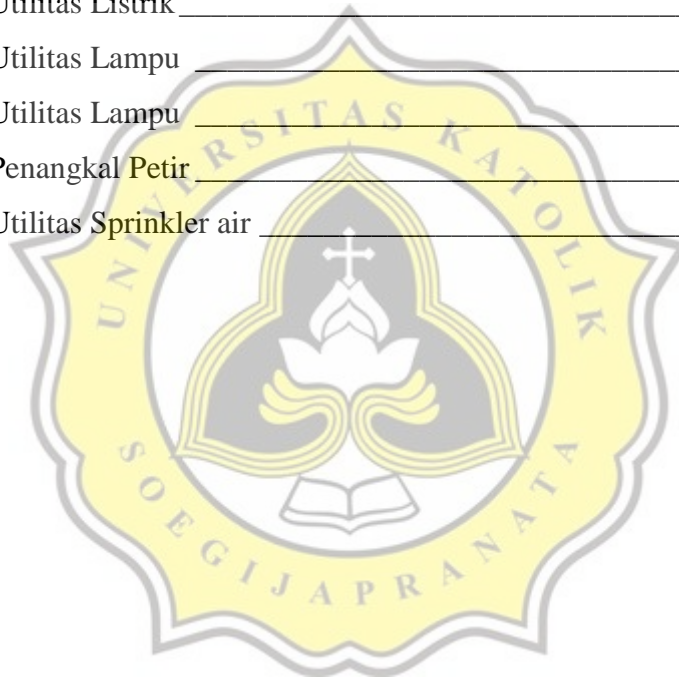 Utilitas Listrik
Utilitas Lampu
Utilitas Lampu
Penangkal Petir
Utilitas Sprinkler air
UNIVERSITAS KATOLIK
SOEGIJAPRANATA